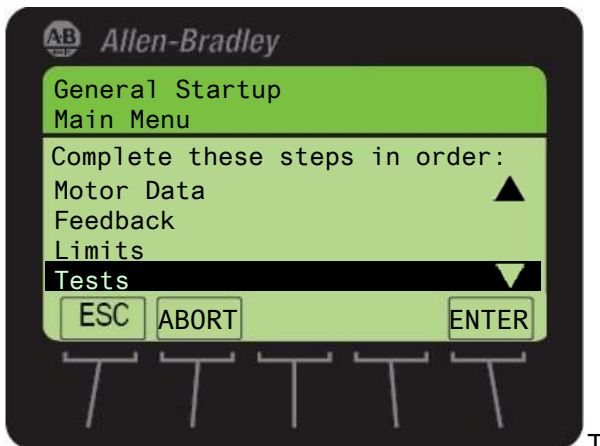 AB Allen-Bradley
General Startup
Main Menu
Complete these steps in order:
Motor Data
Feedback
Limits
Tests
ESC ABORT ENTER
T